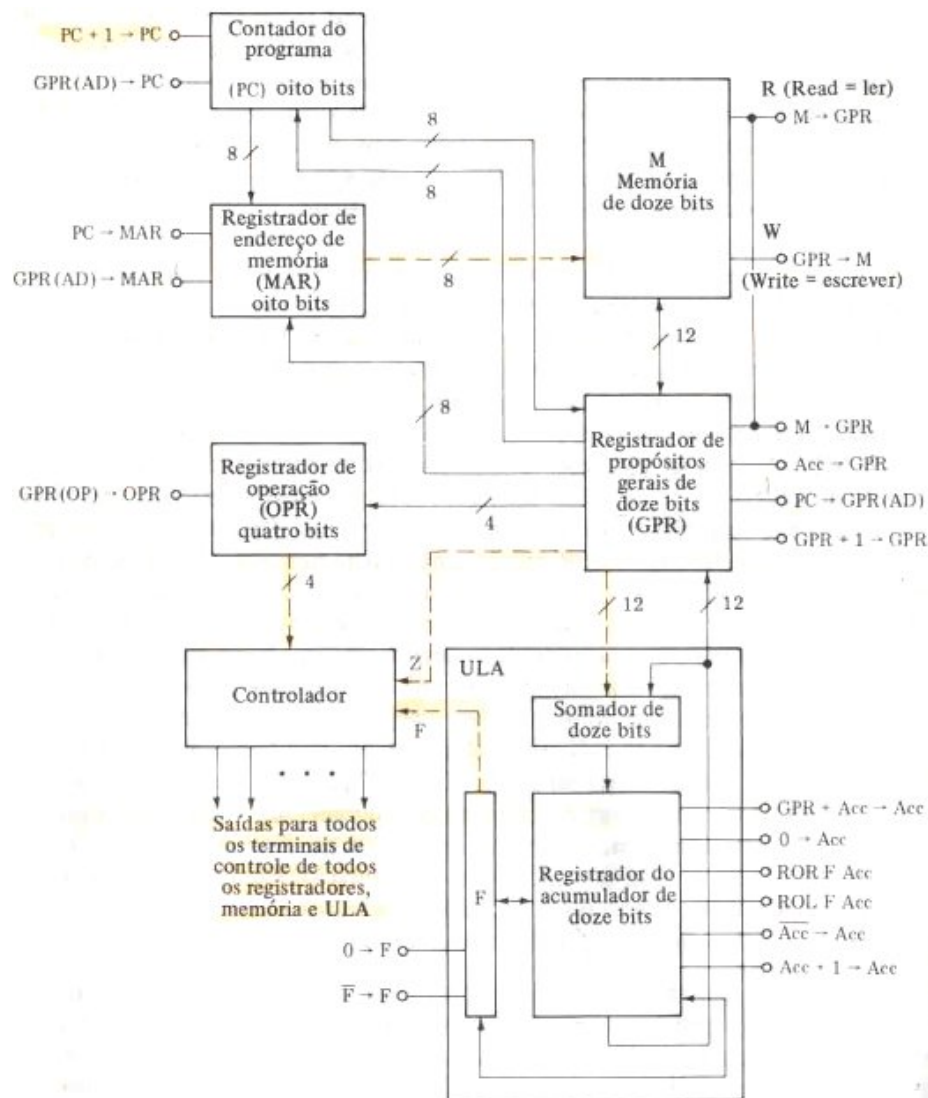 PC + 1 → PC
GPR(AD) → PC
Contador do
programa
(PC) oito bits
8
8
8
R (Read = ler)
M → GPR
M
Memória
de doze bits
W
GPR → M
(Write = escrever)
PC → MAR
GPR(AD) → MAR
Registrador de
endereço de
memória
(MAR)
oito bits
8
12
8
GPR(OP) → OPR
Registrador de
operação
(OPR)
quatro bits
4
Registrador de
propósitos
gerais de
doze bits
(GPR)
M → GPR
Acc → GPR
PC → GPR(AD)
GPR + 1 → GPR
4
12
12
Controlador
Z
F
ULA
Somador de
doze bits
. . .
Saídas para todos
os terminais de
controle de todos
os registradores,
memória e ULA
F
Registrador do
acumulador de
doze bits
GPR + Acc → Acc
0 → Acc
ROR F Acc
ROL F Acc
A̅c̅c̅ → Acc
Acc + 1 → Acc
0 → F
F̅ → F